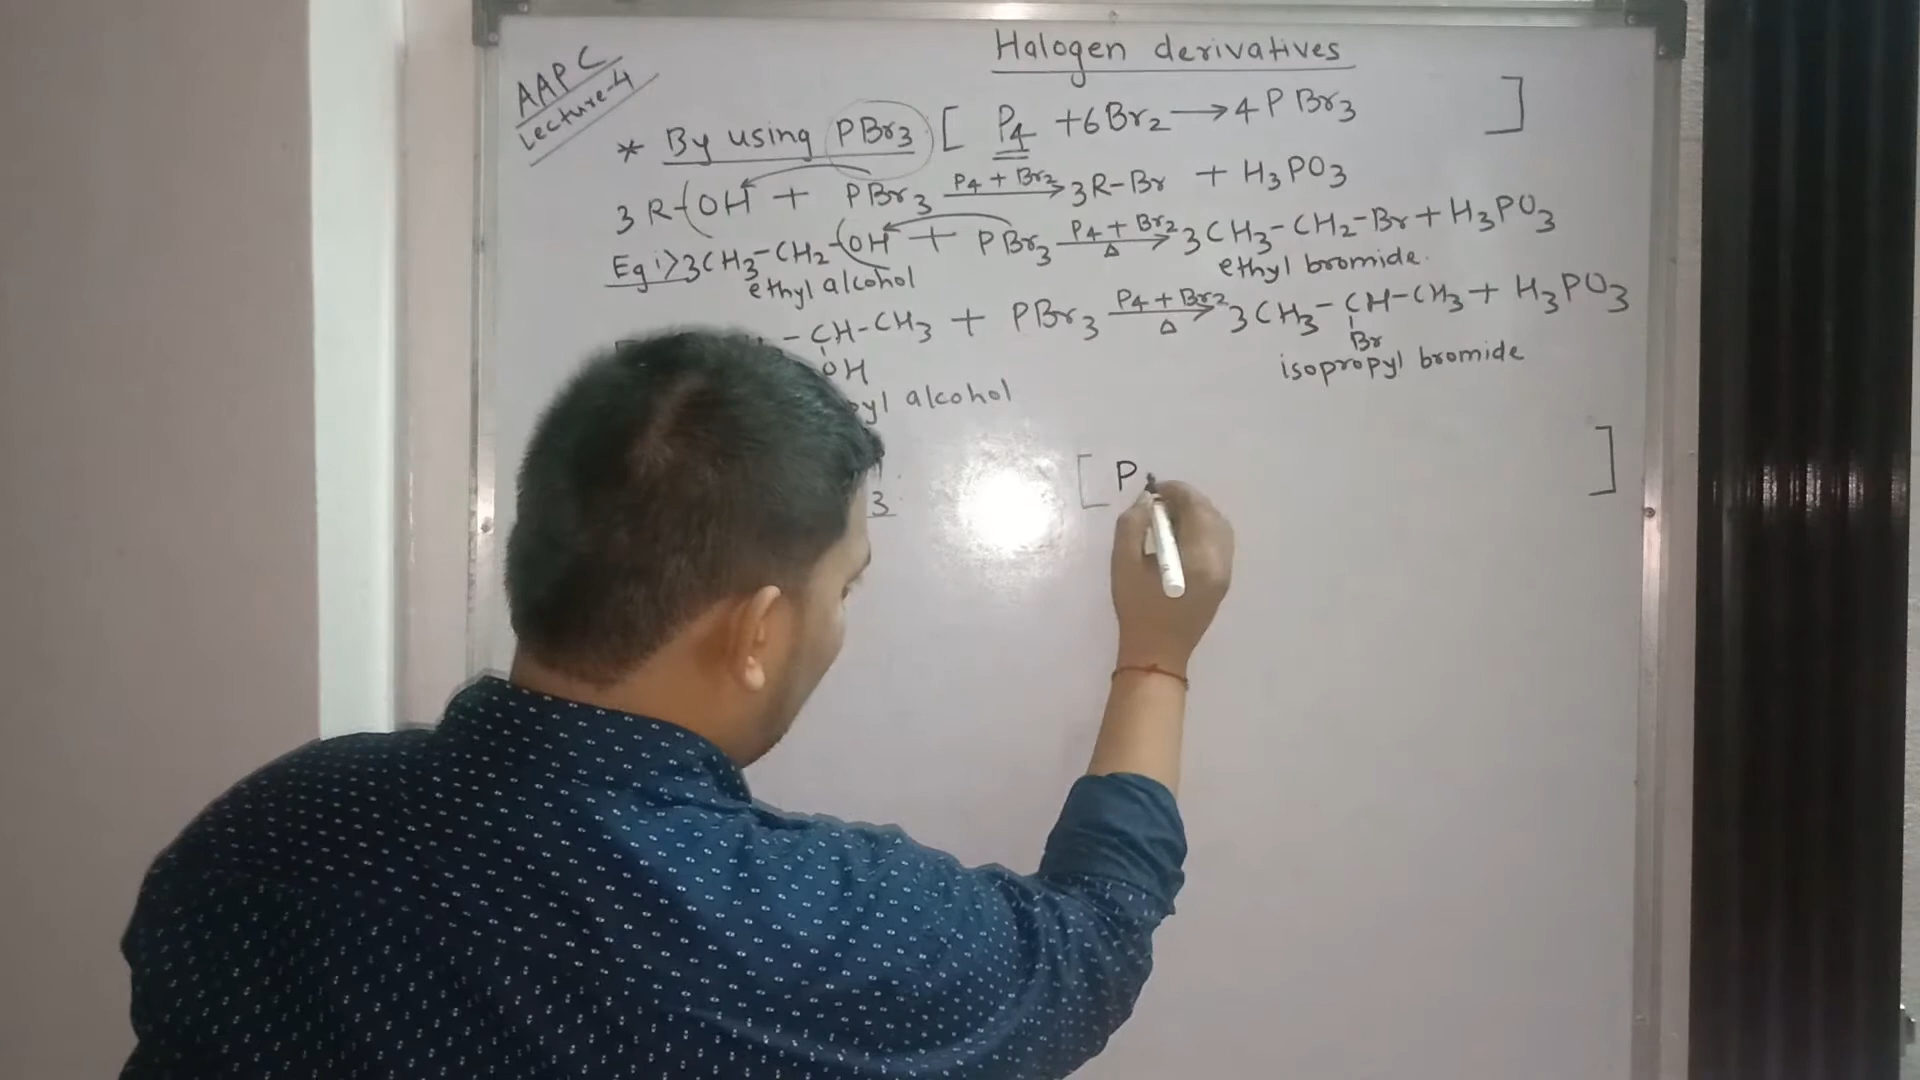 Halogen derivatives
AAPC
Lecture-4
* By using PBr3 [ P4 + 6Br2 → 4PBr3 ]
3R-OH + PBr3 P4 + Br2 → 3R-Br + H3PO3
Eg i> 3CH3-CH2-OH + PBr3 P4 + Br2 → Δ 3CH3-CH2-Br + H3PO3
ethyl alcohol ethyl bromide.
-CH-CH3 + PBr3 P4 + Br2 → Δ 3CH3-CH-CH3 + H3PO3
OH Br
alcohol isopropyl bromide
3 [ P ]